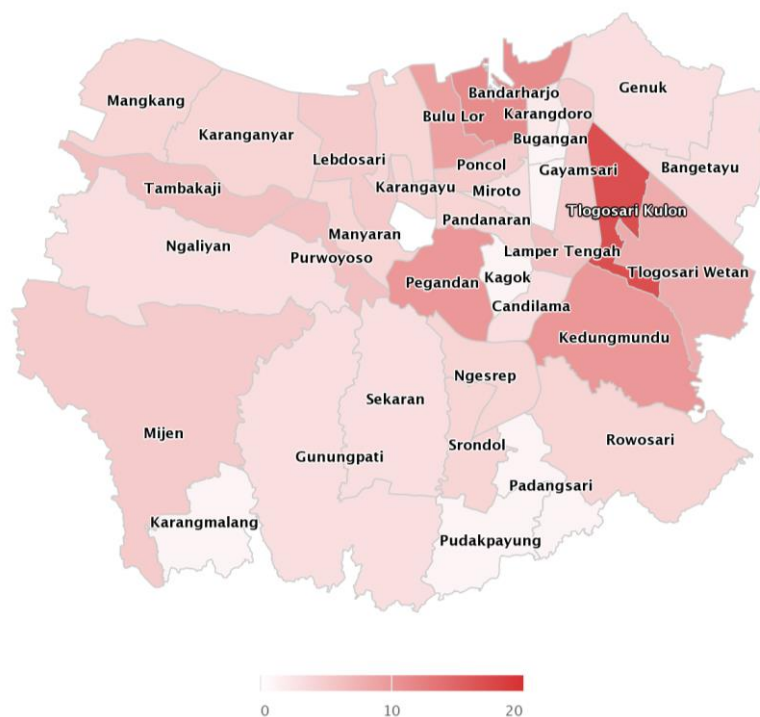 Genuk
Mangkang
Bandarharjo
Bulu Lor
Karangdoro
Karanganyar
Bugangan
Lebdosari
Poncol
Gayamsari
Bangetayu
Tambakaji
Karangayu
Miroto
Tlogosari Kulon
Pandanaran
Manyaran
Ngaliyan
Purwoyoso
Lamper Tengah
Tlogosari Wetan
Pegandan
Kagok
Candilama
Kedungmundu
Ngesrep
Sekaran
Mijen
Srondol
Rowosari
Gunungpati
Padangsari
Karangmalang
Pudakpayung
0
10
20